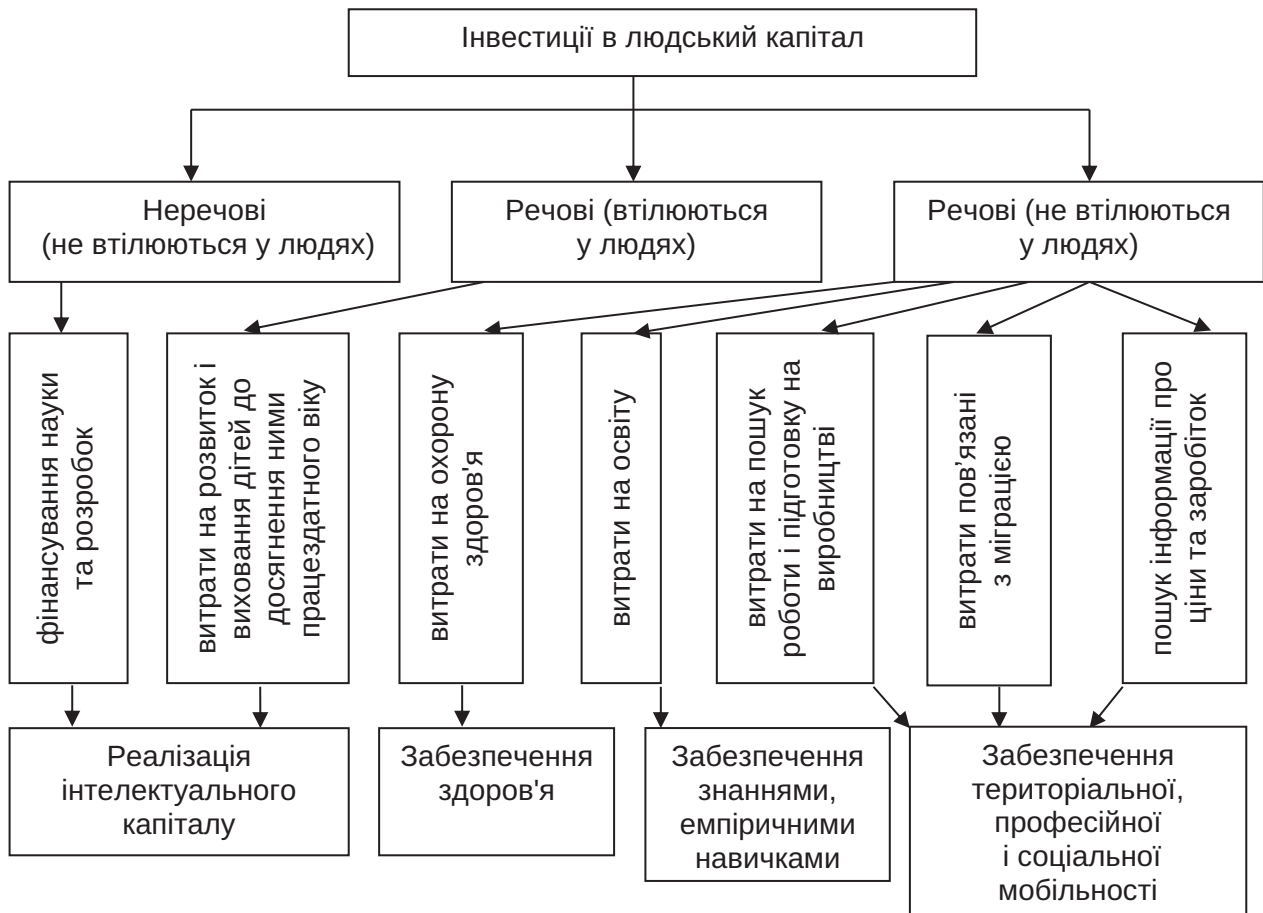 Інвестиції в людський капітал
Неречові
(не втілюються у людях)
Речові (втілюються
у людях)
Речові (не втілюються
у людях)
фінансування науки
та розробок
витрати на розвиток і
виховання дітей до
досягнення ними
працездатного віку
витрати на охорону
здоров'я
витрати на освіту
витрати на пошук
роботи і підготовку на
виробництві
витрати пов’язані
з міграцією
пошук інформації про
ціни та заробіток
Реалізація
інтелектуального
капіталу
Забезпечення
здоров'я
Забезпечення
знаннями,
емпіричними
навичками
Забезпечення
територіальної,
професійної
і соціальної
мобільності